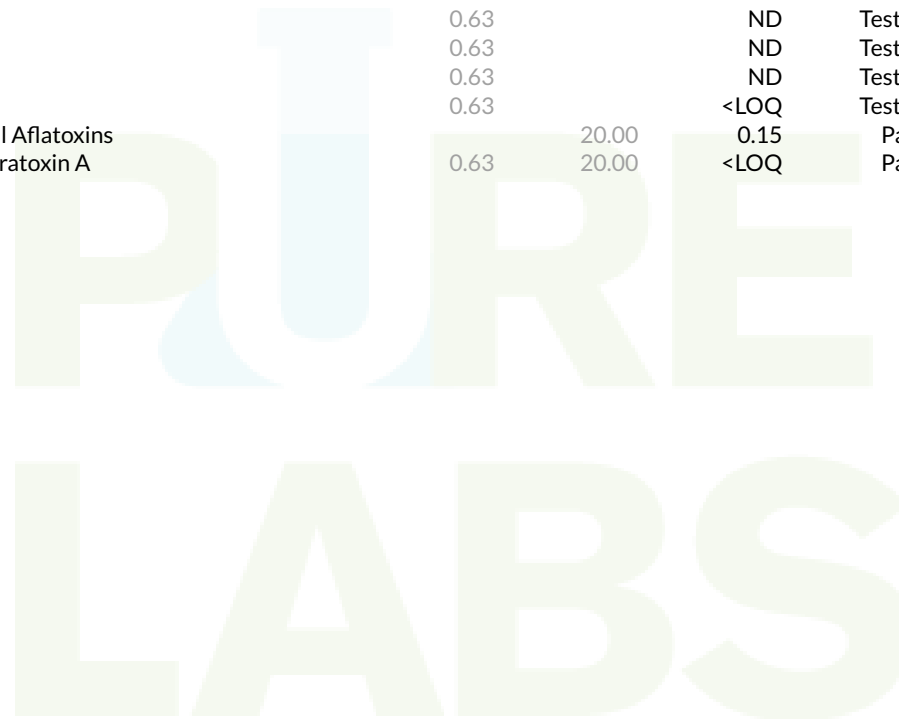 0.63 ND Test
0.63 ND Test
0.63 ND Test
0.63 <LOQ Test
l Aflatoxins 20.00 0.15 Pa
ratoxin A 0.63 20.00 <LOQ Pa
PURE
LABS